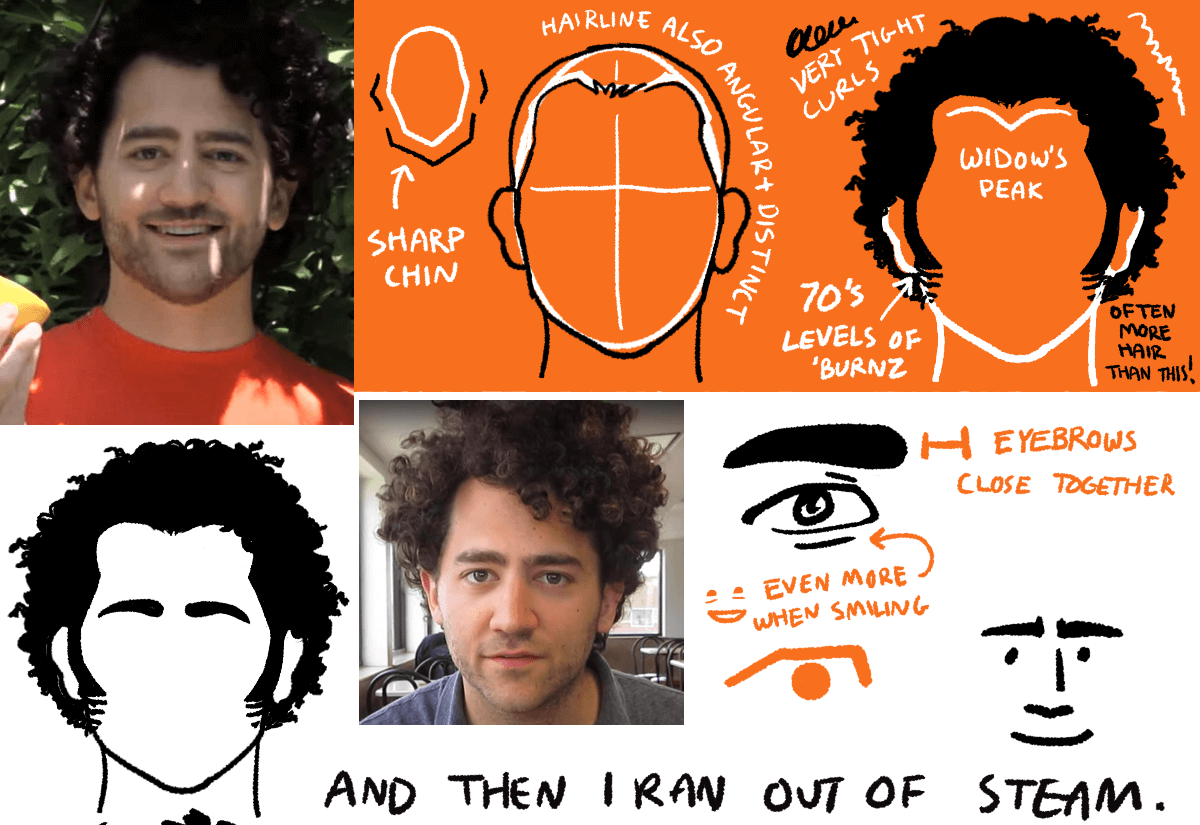 HAIRLINE ALSO ANGULAR + DISTINCT
SHARP
CHIN
VERY TIGHT
CURLS
WIDOW'S
PEAK
70'S
LEVELS OF
'BURNZ
OFTEN
MORE
HAIR
THAN THIS!
EYEBROWS
CLOSE TOGETHER
EVEN MORE
WHEN SMILING
AND THEN I RAN OUT OF STEAM.